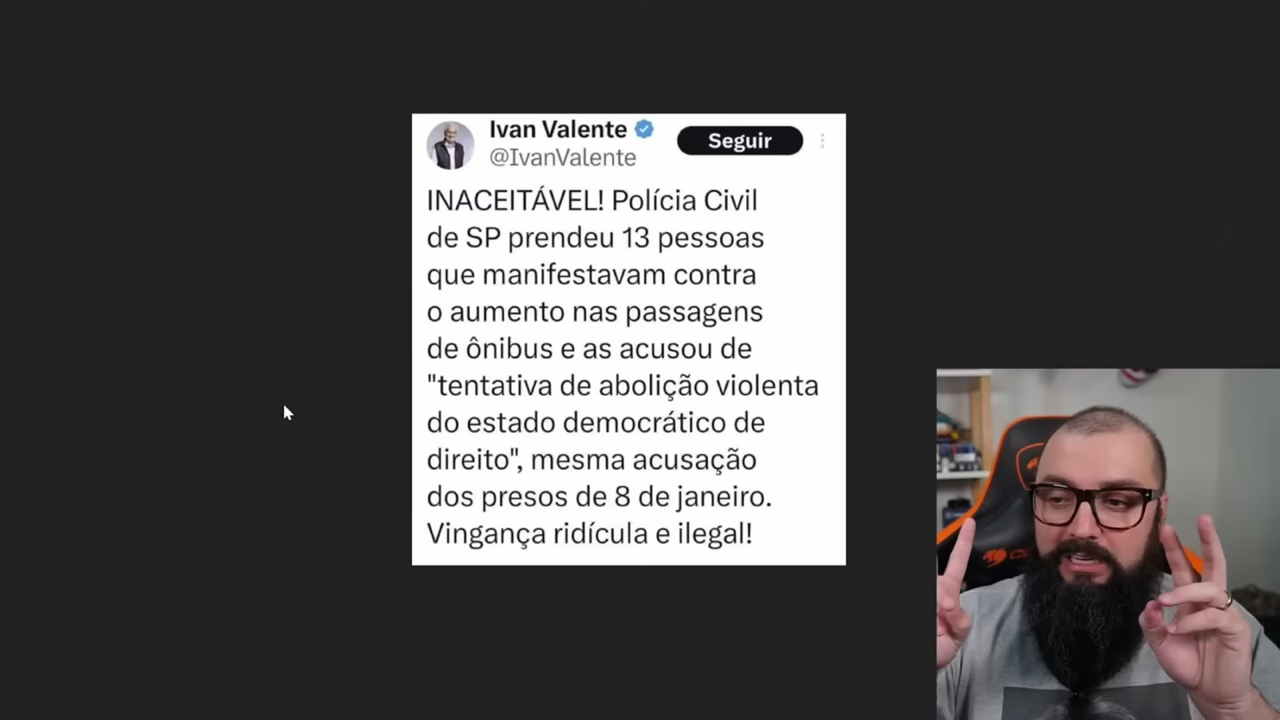 Ivan Valente
Seguir
@IvanValente
INACEITÁVEL! Polícia Civil
de SP prendeu 13 pessoas
que manifestavam contra
o aumento nas passagens
de ônibus e as acusou de
"tentativa de abolição violenta
do estado democrático de
direito", mesma acusação
dos presos de 8 de janeiro.
Vingança ridícula e ilegal!